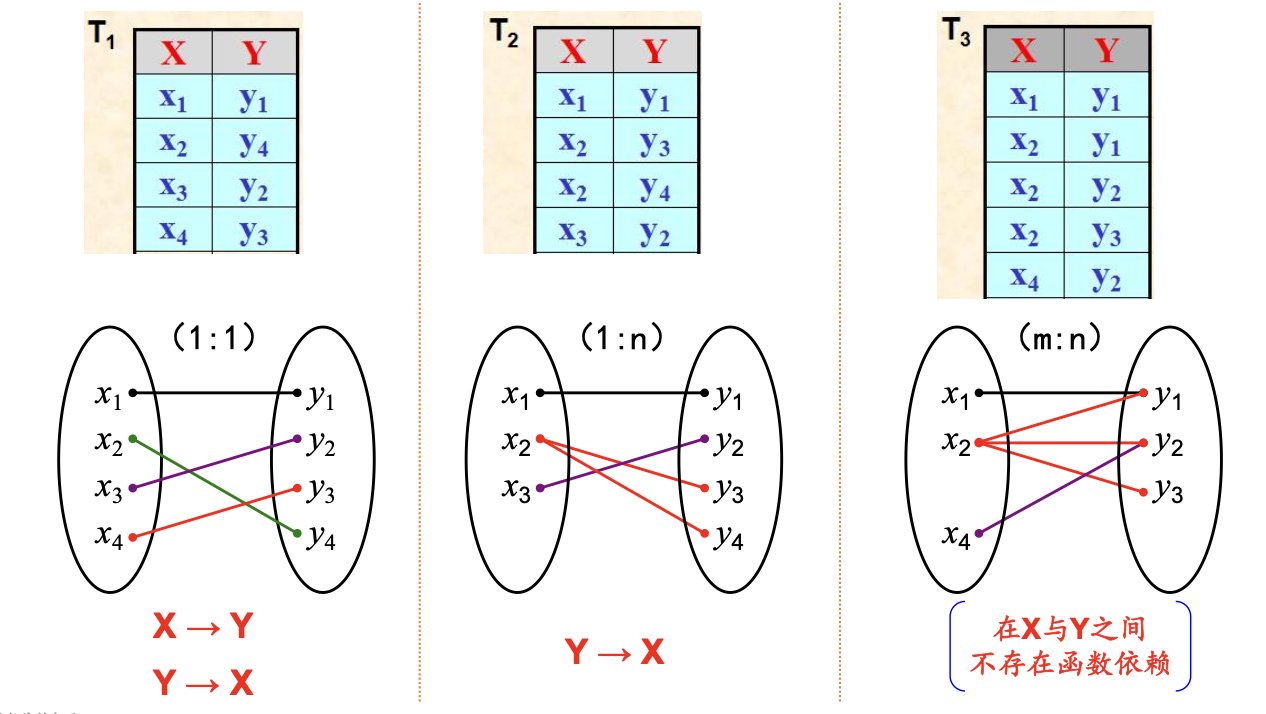 T₁
X Y
x₁ y₁
x₂ y₄
x₃ y₂
x₄ y₃
(1:1)
x₁ y₁
x₂ y₂
x₃ y₃
x₄ y₄
X → Y
Y → X
T₂
X Y
x₁ y₁
x₂ y₃
x₂ y₄
x₃ y₂
(1:n)
x₁ y₁
x₂ y₂
x₃ y₃
y₄
Y → X
T₃
X Y
x₁ y₁
x₂ y₁
x₂ y₂
x₂ y₃
x₄ y₂
(m:n)
x₁ y₁
x₂ y₂
y₃
x₄
在X与Y之间
不存在函数依赖